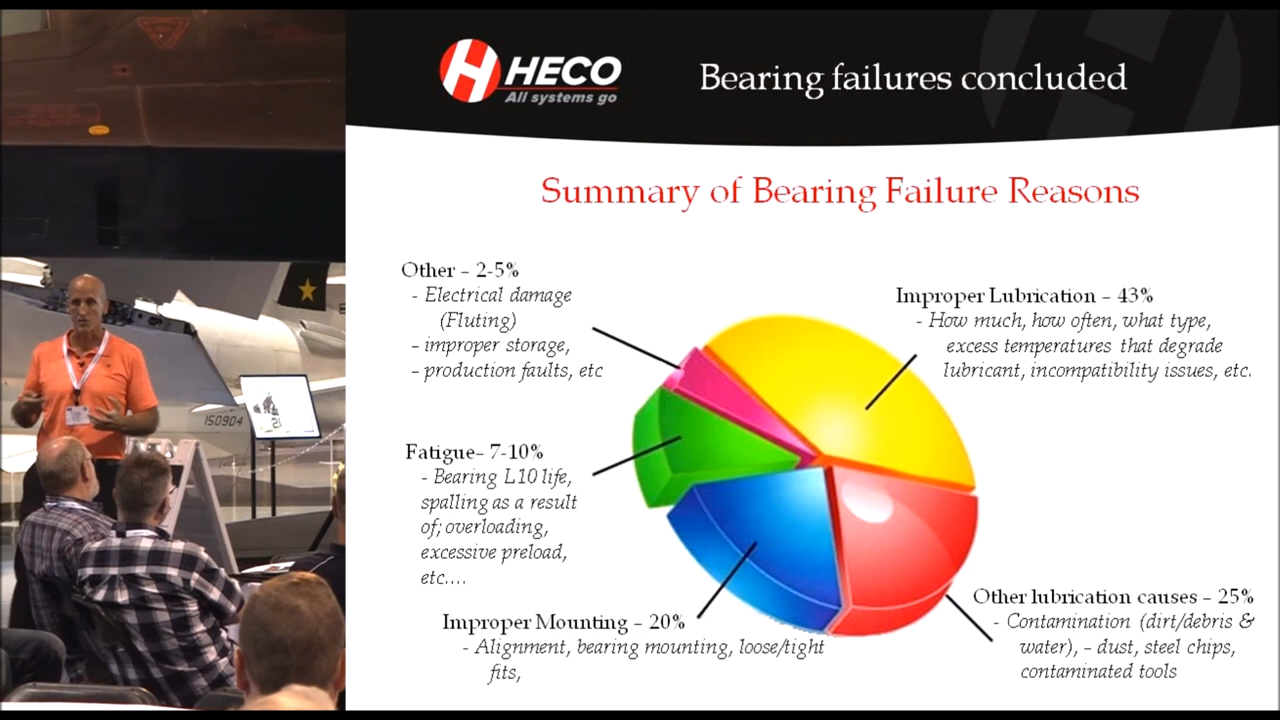 HECO
All systems go
Bearing failures concluded
Summary of Bearing Failure Reasons
Other – 2-5%
- Electrical damage
(Fluting)
- improper storage,
- production faults, etc
Improper Lubrication – 43%
- How much, how often, what type,
excess temperatures that degrade
lubricant, incompatibility issues, etc.
Fatigue– 7-10%
- Bearing L10 life,
spalling as a result
of; overloading,
excessive preload,
etc....
Improper Mounting – 20%
- Alignment, bearing mounting, loose/tight
fits,
Other lubrication causes – 25%
- Contamination (dirt/debris &
water), - dust, steel chips,
contaminated tools
150904